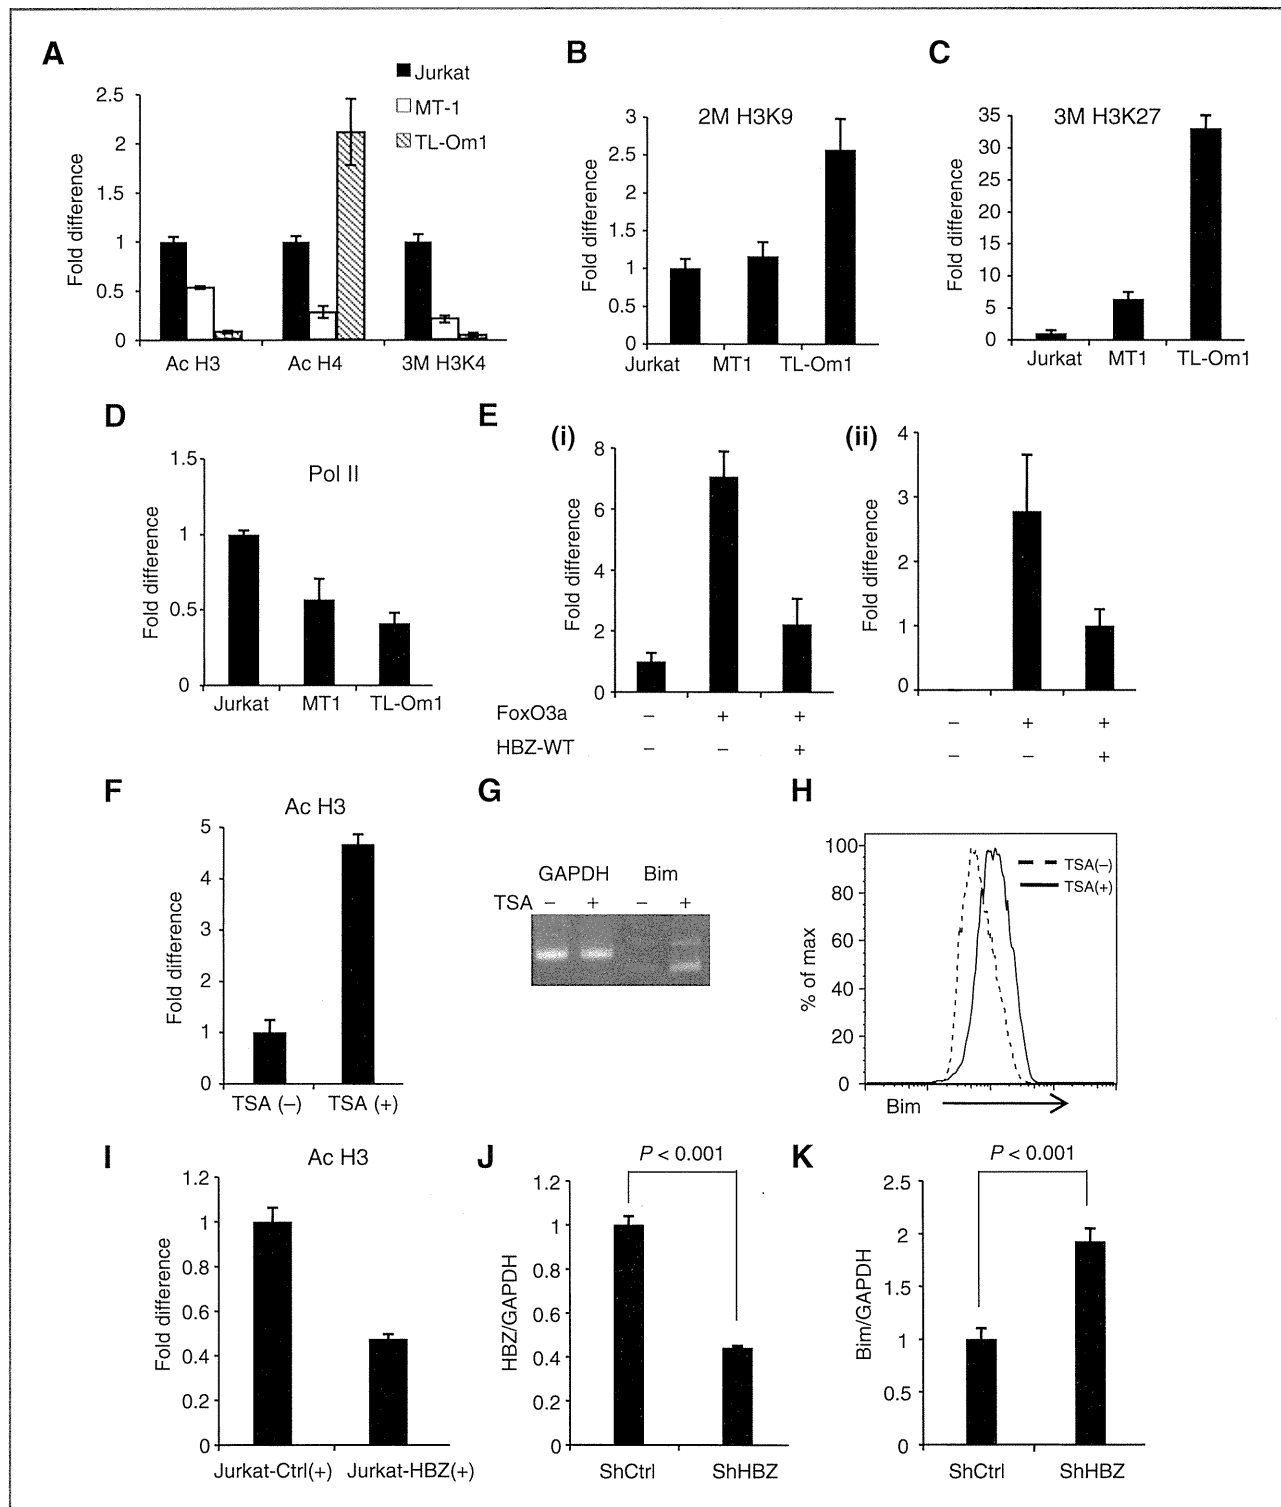 A
Jurkat
MT-1
TL-Om1
Fold difference
2.5
2
1.5
1
0.5
0
Ac H3 Ac H4 3M H3K4
B
2M H3K9
Fold difference
3
2.5
2
1.5
1
0.5
0
Jurkat MT1 TL-Om1
C
3M H3K27
Fold difference
35
30
25
20
15
10
5
0
Jurkat MT1 TL-Om1
D
Pol II
Fold difference
1.5
1
0.5
0
Jurkat MT1 TL-Om1
E
(i)
Fold difference
8
6
4
2
0
(ii)
Fold difference
4
3
2
1
0
FoxO3a – + + – + +
HBZ-WT – – + – – +
F
Ac H3
Fold difference
5
4
3
2
1
0
TSA (–) TSA (+)
G
GAPDH Bim
TSA – + – +
H
% of max
100
80
60
40
20
0
TSA(–)
TSA(+)
Bim
I
Ac H3
Fold difference
1.2
1
0.8
0.6
0.4
0.2
0
Jurkat-Ctrl(+) Jurkat-HBZ(+)
J
P < 0.001
HBZ/GAPDH
1.2
1
0.8
0.6
0.4
0.2
0
ShCtrl ShHBZ
K
P < 0.001
Bim/GAPDH
2.5
2
1.5
1
0.5
0
ShCtrl ShHBZ